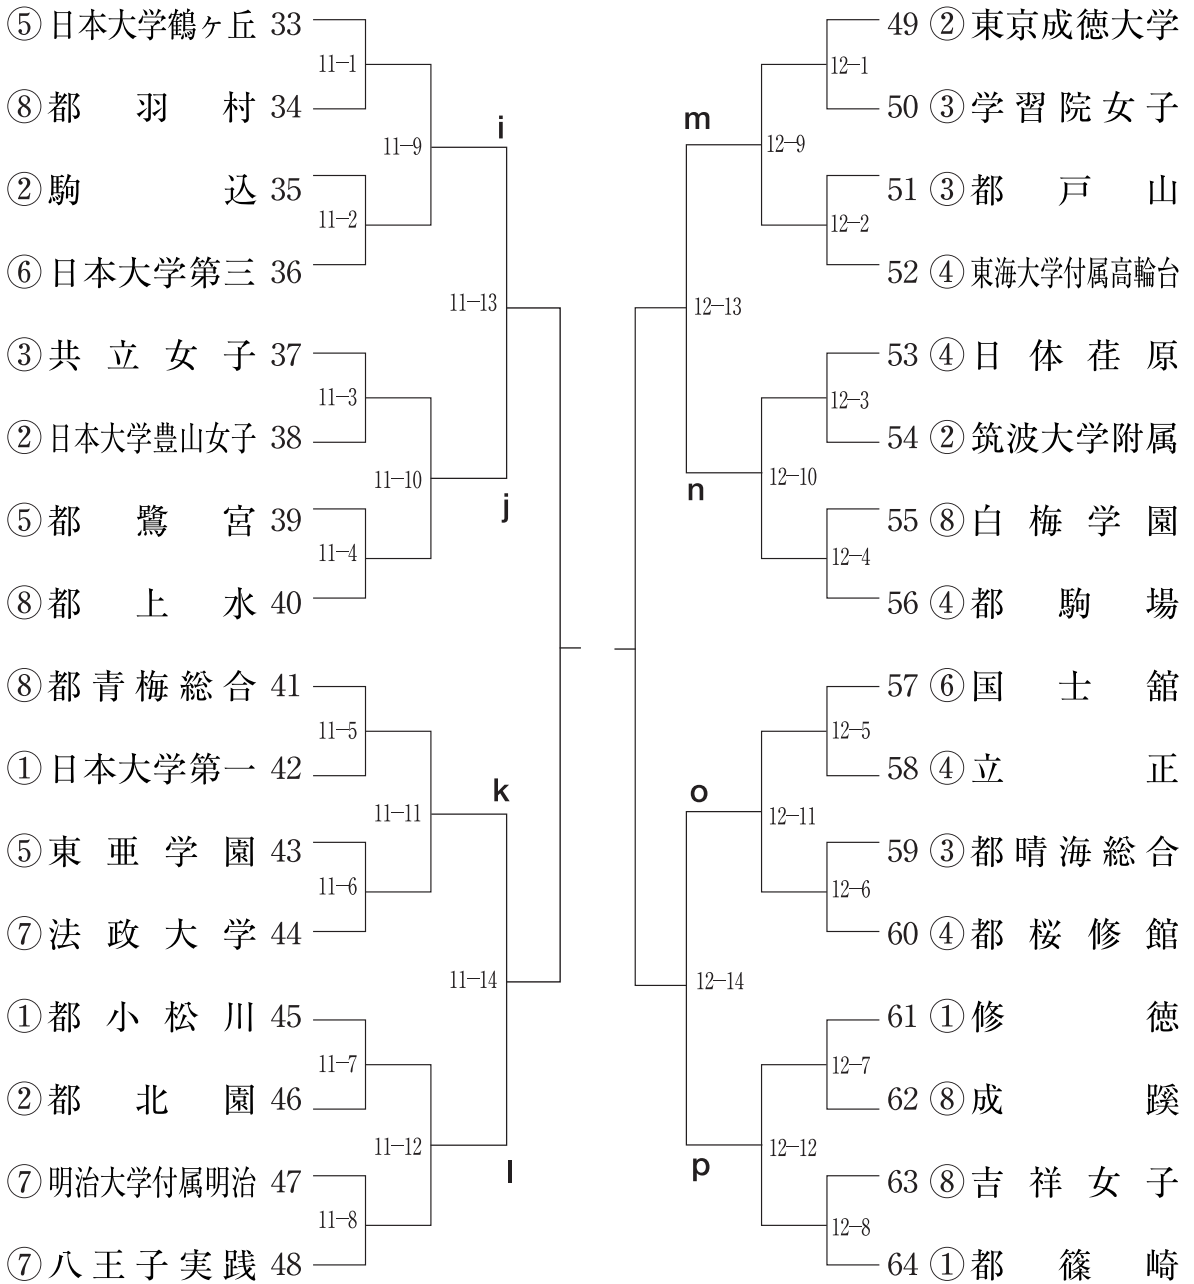 ⑤日本大学鶴ヶ丘 33
11−1
⑧都羽村 34
11−9
i
②駒込 35
11−2
⑥日本大学第三 36
11−13
③共立女子 37
11−3
②日本大学豊山女子 38
11−10
j
⑤都鷺宮 39
11−4
⑧都上水 40
⑧都青梅総合 41
11−5
①日本大学第一 42
11−11
k
⑤東亜学園 43
11−6
⑦法政大学 44
11−14
①都小松川 45
11−7
②都北園 46
11−12
l
⑦明治大学付属明治 47
11−8
⑦八王子実践 48
49 ②東京成徳大学
12−1
50 ③学習院女子
m
12−9
51 ③都戸山
12−2
52 ④東海大学付属高輪台
12−13
53 ④日体荏原
12−3
54 ②筑波大学附属
n
12−10
55 ⑧白梅学園
12−4
56 ④都駒場
57 ⑥国士舘
12−5
58 ④立正
o
12−11
59 ③都晴海総合
12−6
60 ④都桜修館
12−14
61 ①修徳
12−7
62 ⑧成蹊
p
12−12
63 ⑧吉祥女子
12−8
64 ①都篠崎